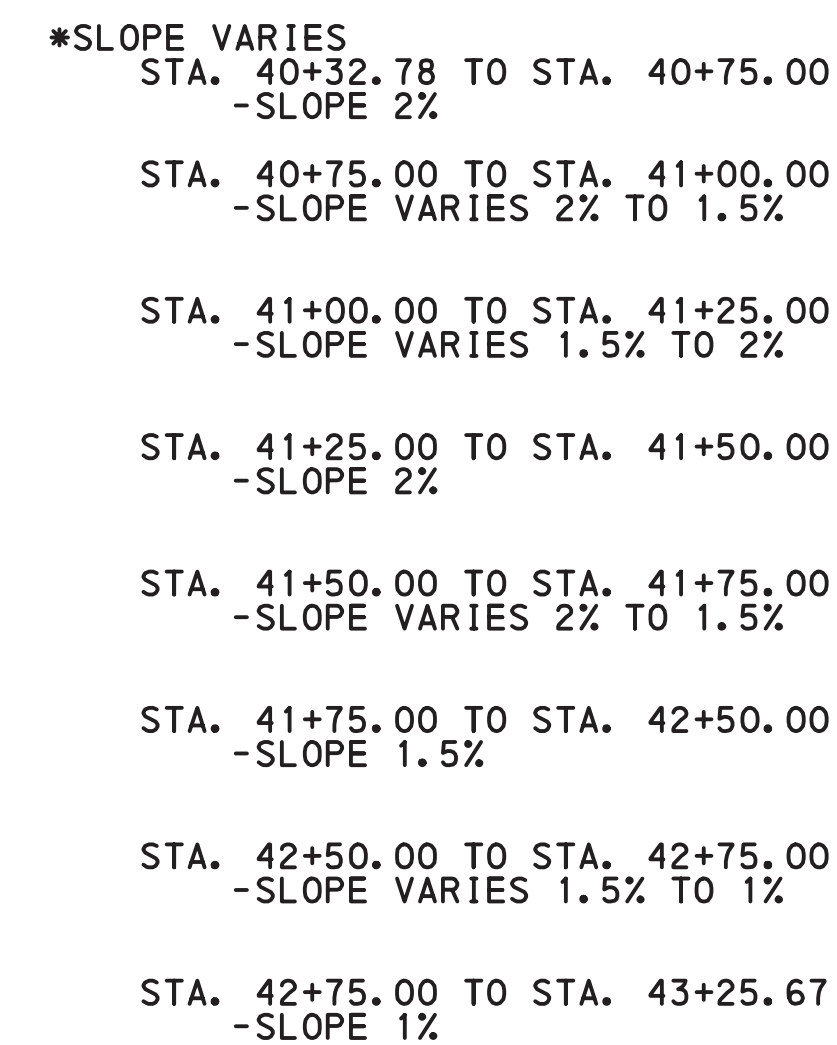 *SLOPE VARIES
STA. 40+32.78 TO STA. 40+75.00
-SLOPE 2%
STA. 40+75.00 TO STA. 41+00.00
-SLOPE VARIES 2% TO 1.5%
STA. 41+00.00 TO STA. 41+25.00
-SLOPE VARIES 1.5% TO 2%
STA. 41+25.00 TO STA. 41+50.00
-SLOPE 2%
STA. 41+50.00 TO STA. 41+75.00
-SLOPE VARIES 2% TO 1.5%
STA. 41+75.00 TO STA. 42+50.00
-SLOPE 1.5%
STA. 42+50.00 TO STA. 42+75.00
-SLOPE VARIES 1.5% TO 1%
STA. 42+75.00 TO STA. 43+25.67
-SLOPE 1%